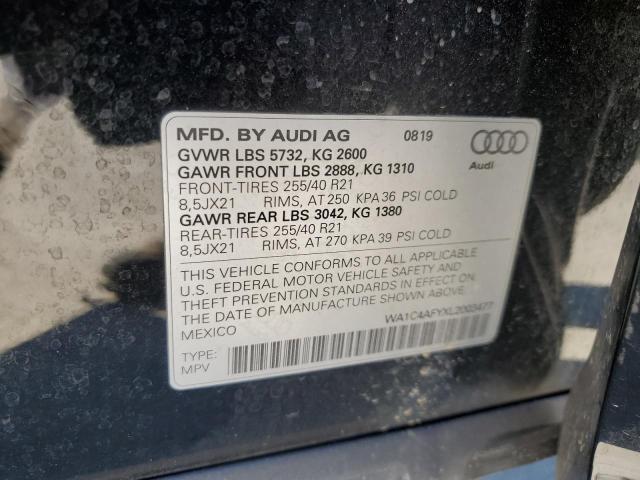 MFD. BY AUDI AG 0819
GVWR LBS 5732, KG 2600
GAWR FRONT LBS 2888, KG 1310
FRONT-TIRES 255/40 R21
8,5JX21 RIMS, AT 250 KPA 36 PSI COLD
GAWR REAR LBS 3042, KG 1380
REAR-TIRES 255/40 R21
8,5JX21 RIMS, AT 270 KPA 39 PSI COLD
Audi
THIS VEHICLE CONFORMS TO ALL APPLICABLE
U.S. FEDERAL MOTOR VEHICLE SAFETY AND
THEFT PREVENTION STANDARDS IN EFFECT ON
THE DATE OF MANUFACTURE SHOWN ABOVE.
MEXICO
WA1C4AFYXL2003477
TYPE:
MPV